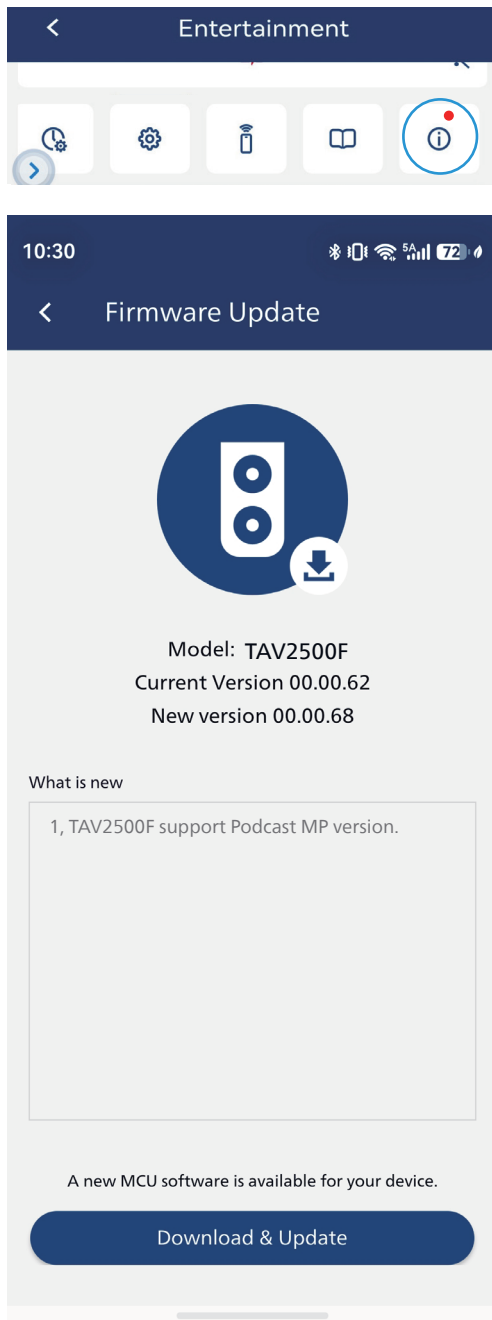 Entertainment
10:30
5A
72
Firmware Update
Model: TAV2500F
Current Version 00.00.62
New version 00.00.68
What is new
1, TAV2500F support Podcast MP version.
A new MCU software is available for your device.
Download & Update